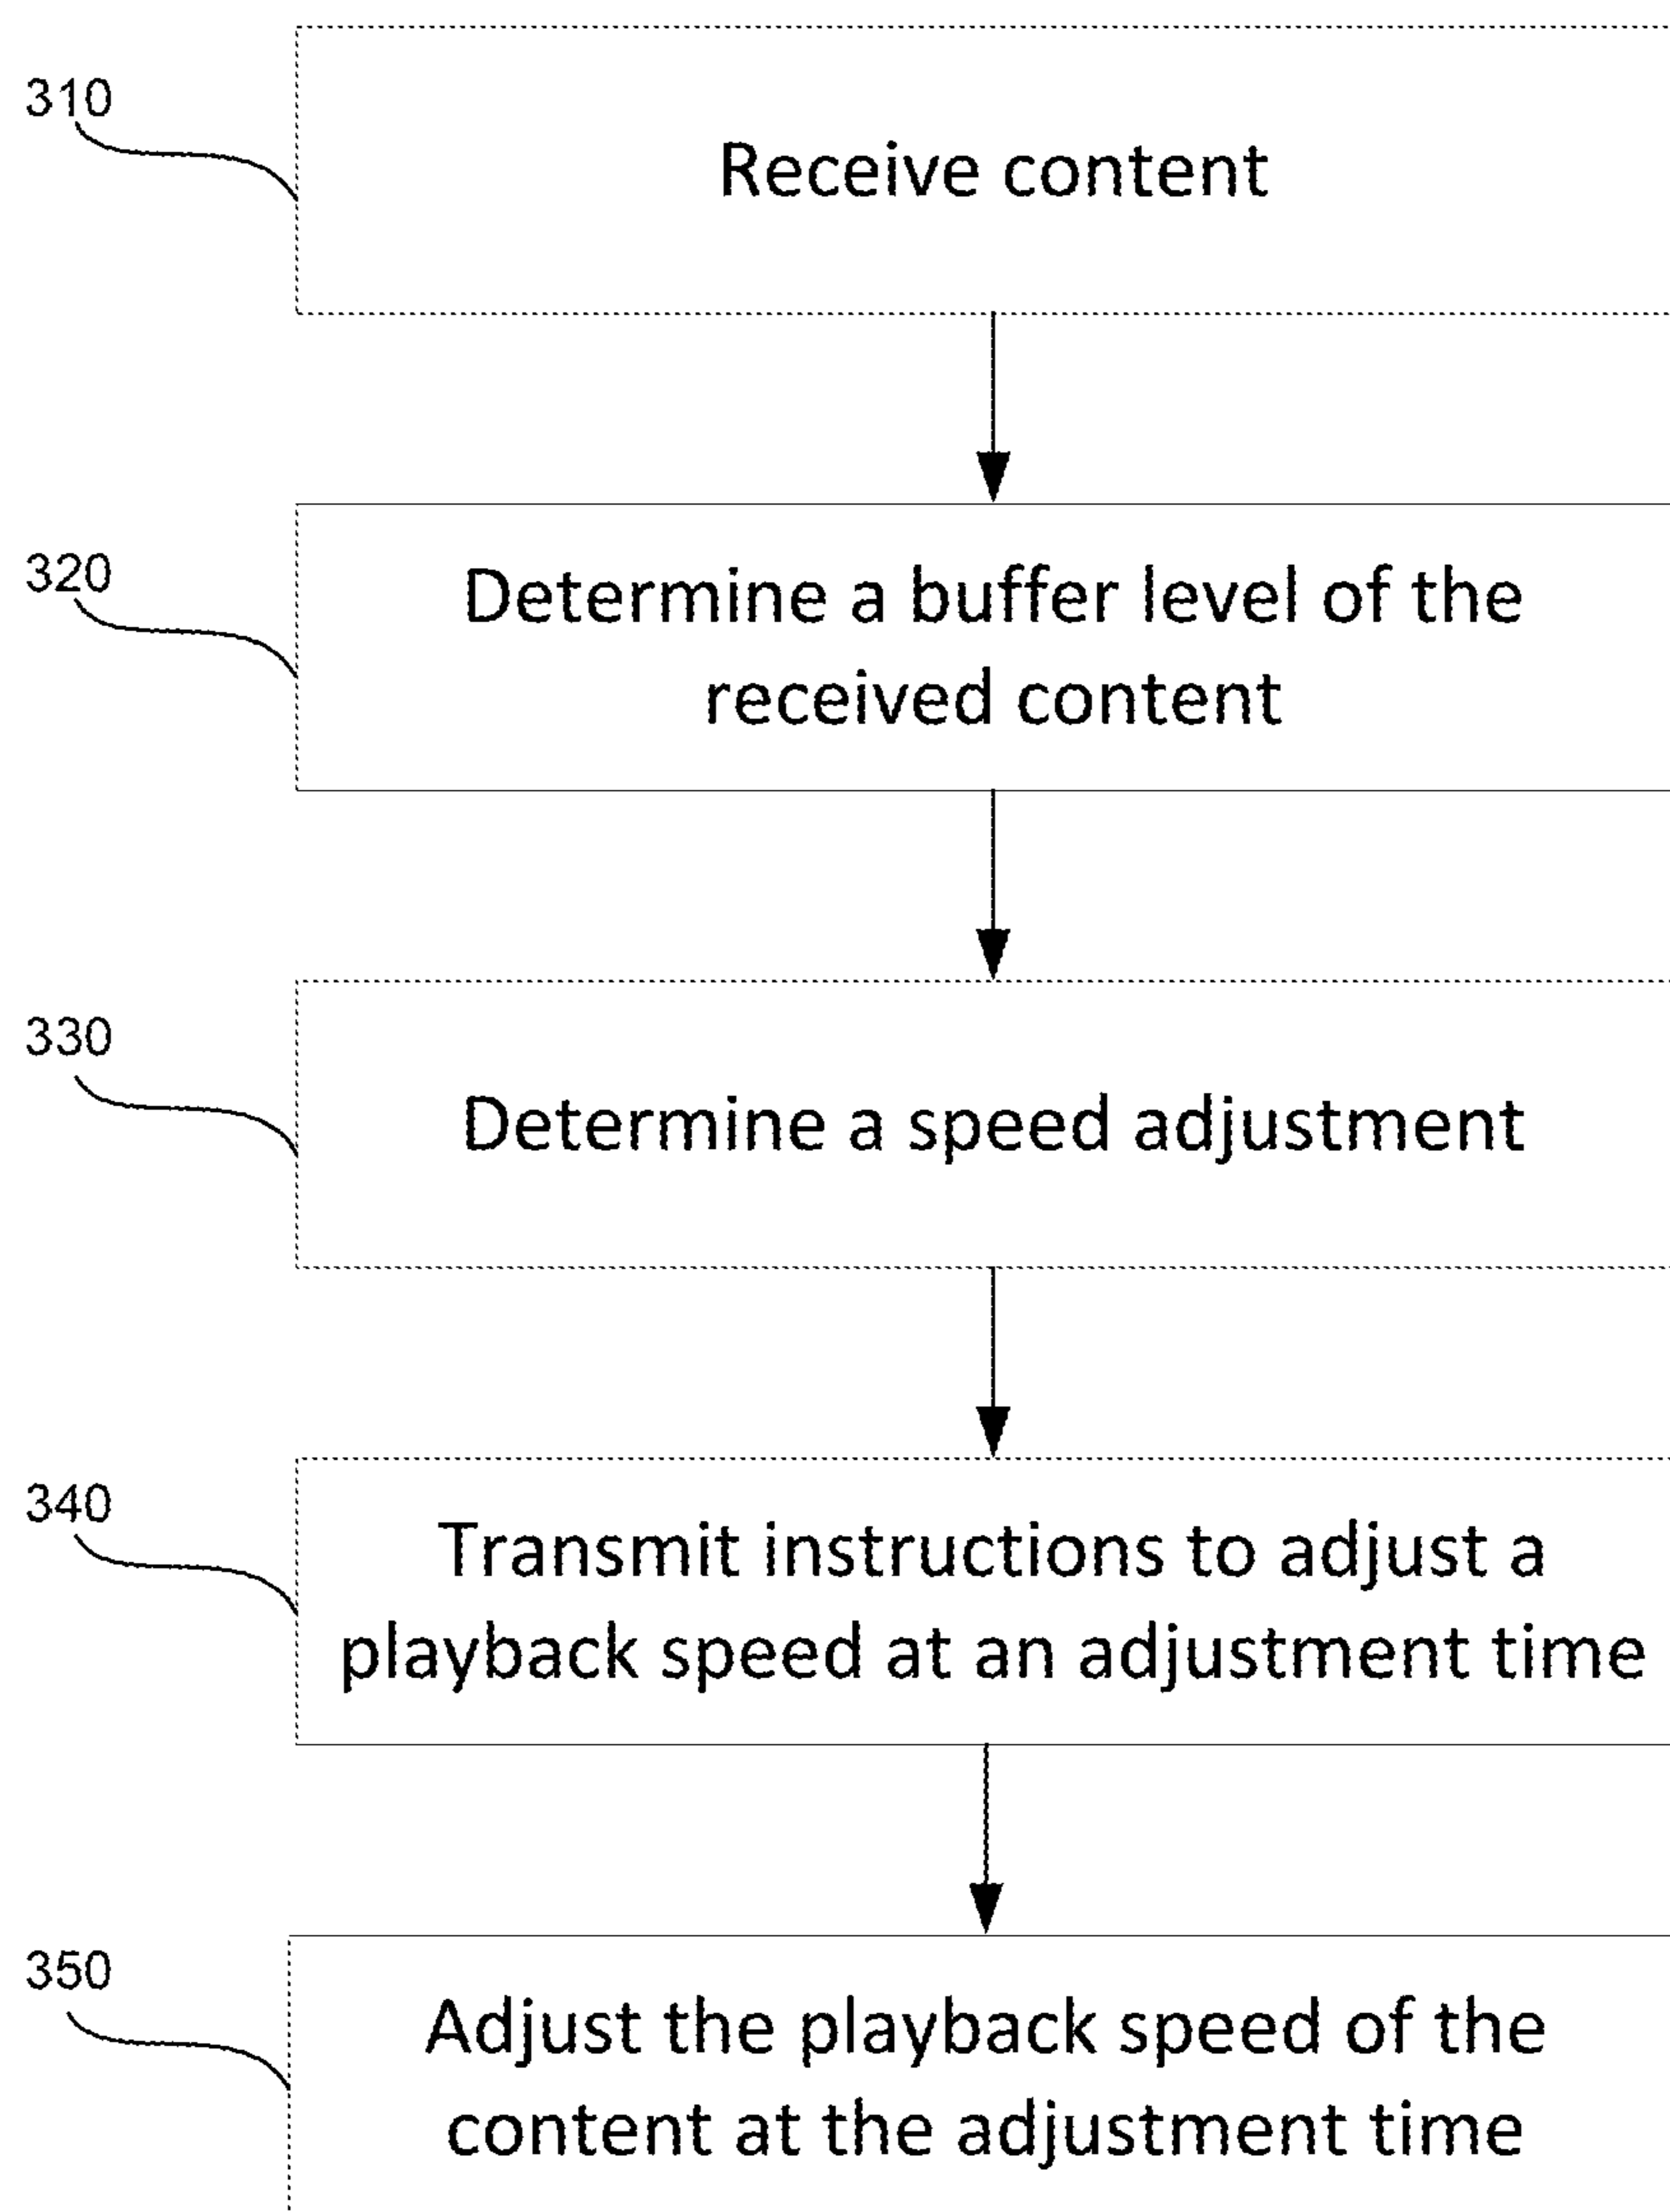 310
Receive content
320
Determine a buffer level of the
received content
330
Determine a speed adjustment
340
Transmit instructions to adjust a
playback speed at an adjustment time
350
Adjust the playback speed of the
content at the adjustment time